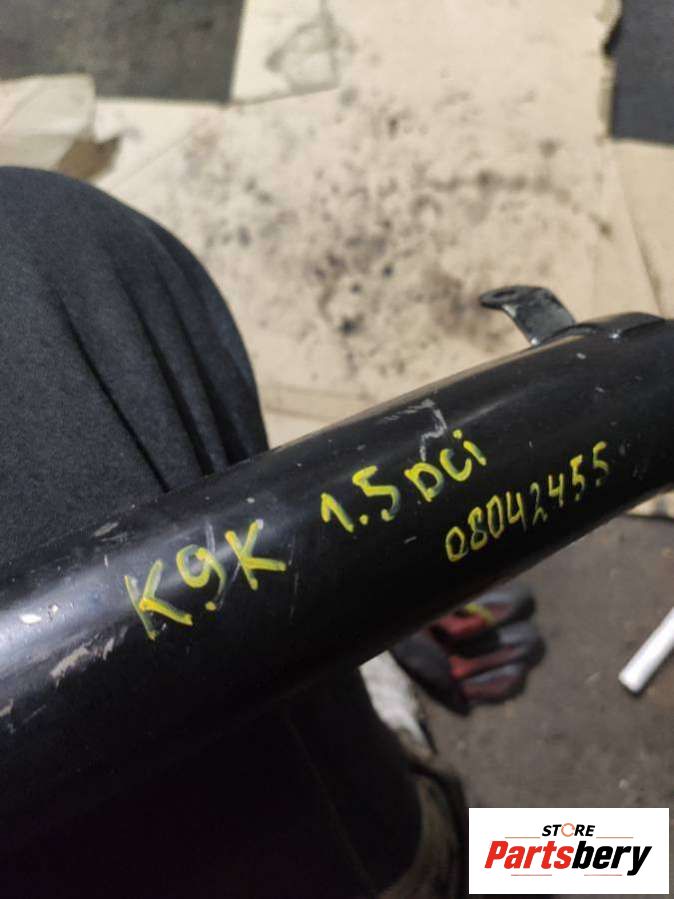 K9K 1.5 DCi
08042455
STORE
Partsbery